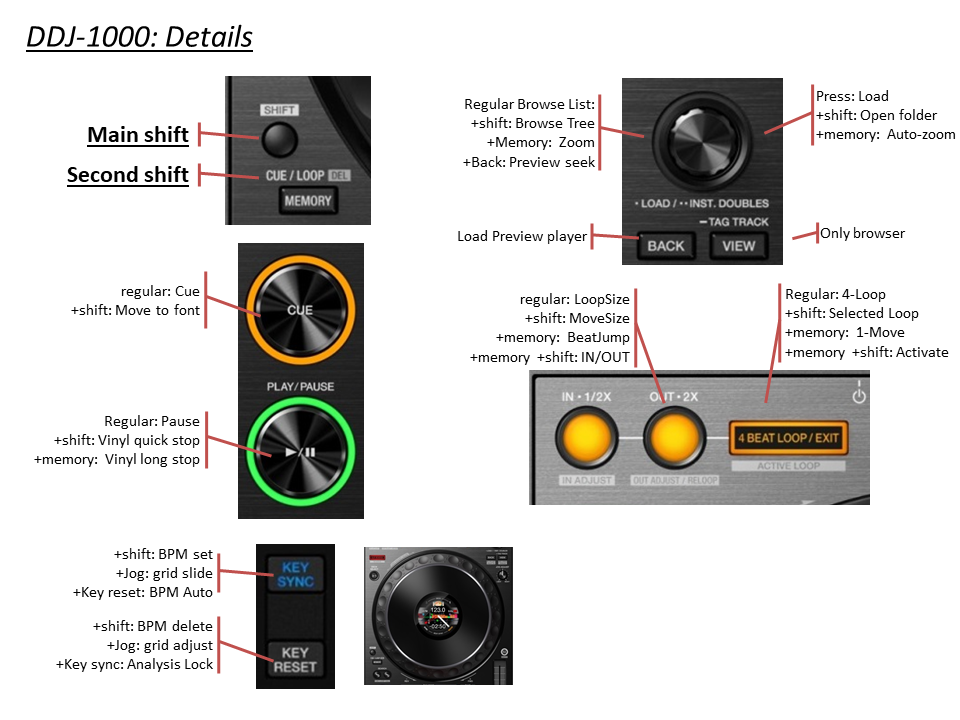 DDJ-1000: Details
SHIFT
Main shift
Second shift
CUE / LOOP DEL
MEMORY
Regular Browse List:
+shift: Browse Tree
+Memory: Zoom
+Back: Preview seek
Press: Load
+shift: Open folder
+memory: Auto-zoom
• LOAD / •• INST. DOUBLES
━ TAG TRACK
Load Preview player
BACK
VIEW
Only browser
regular: Cue
+shift: Move to font
CUE
PLAY/PAUSE
Regular: Pause
+shift: Vinyl quick stop
+memory: Vinyl long stop
regular: LoopSize
+shift: MoveSize
+memory: BeatJump
+memory +shift: IN/OUT
Regular: 4-Loop
+shift: Selected Loop
+memory: 1-Move
+memory +shift: Activate
IN • 1/2X
OUT • 2X
4 BEAT LOOP / EXIT
IN ADJUST
OUT ADJUST / RELOOP
ACTIVE LOOP
+shift: BPM set
+Jog: grid slide
+Key reset: BPM Auto
KEY
SYNC
+shift: BPM delete
+Jog: grid adjust
+Key sync: Analysis Lock
KEY
RESET
123.0
-02:50